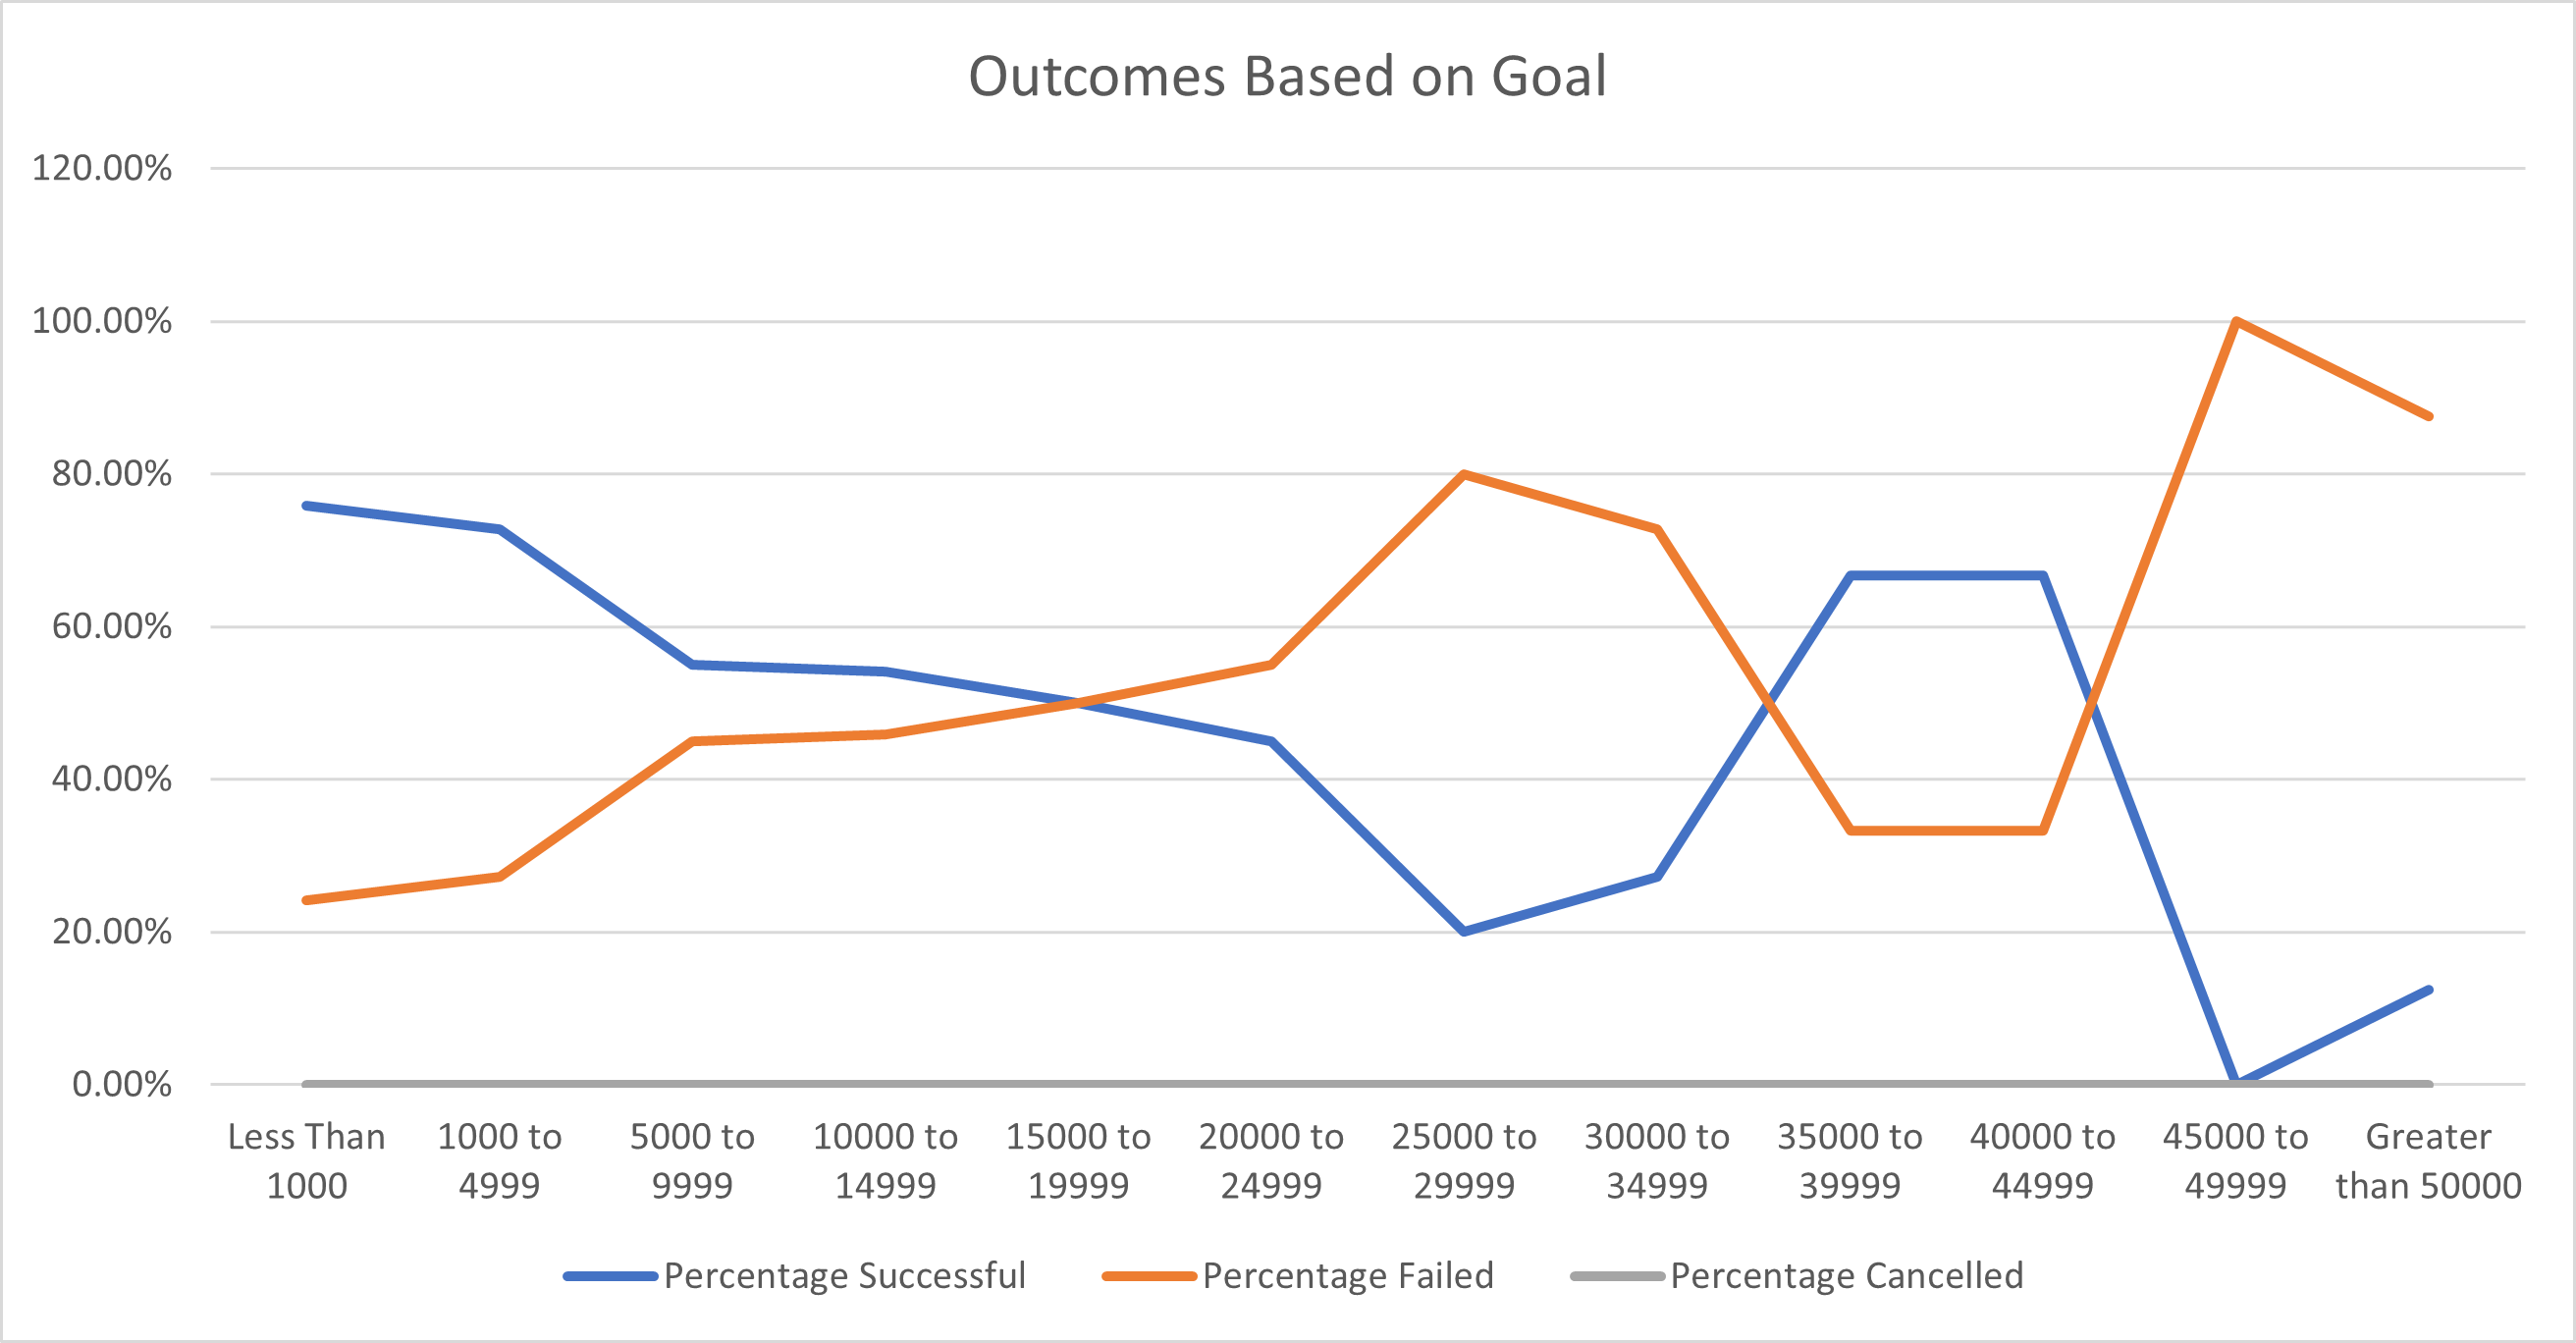 Outcomes Based on Goal
120.00%
100.00%
80.00%
60.00%
40.00%
20.00%
0.00%
Less Than 1000 to 5000 to 10000 to 15000 to 20000 to 25000 to 30000 to 35000 to 40000 to 45000 to Greater
1000 4999 9999 14999 19999 24999 29999 34999 39999 44999 49999 than 50000
Percentage Successful Percentage Failed Percentage Cancelled